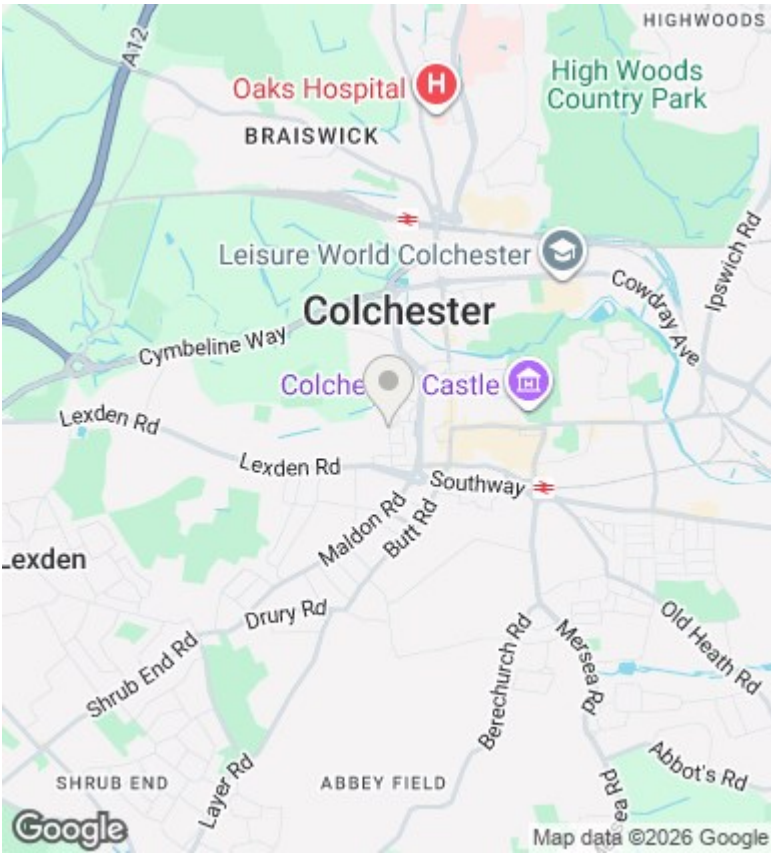 HIGHWOODS
A12
Oaks Hospital
H
High Woods
Country Park
BRAISWICK
Ipswich Rd
Leisure World Colchester
Cowdray Ave
Colchester
Cymbeline Way
Colche
Castle
Lexden Rd
Lexden Rd
Southway
Maldon Rd
Butt Rd
Lexden
Drury Rd
Old Heath Rd
Mersea Rd
Berechurch Rd
Shrub End Rd
Layer Rd
Abbot's Rd
SHRUB END
ABBEY FIELD
sea Rd
Google
Map data ©2026 Google